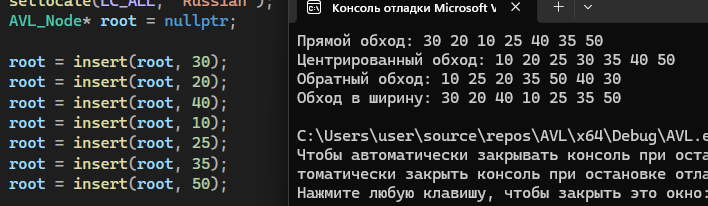 setlocale(LC_ALL, "Russian");
AVL_Node* root = nullptr;
root = insert(root, 30);
root = insert(root, 20);
root = insert(root, 40);
root = insert(root, 10);
root = insert(root, 25);
root = insert(root, 35);
root = insert(root, 50);
Консоль отладки Microsoft V
Прямой обход: 30 20 10 25 40 35 50
Центрированный обход: 10 20 25 30 35 40 50
Обратный обход: 10 25 20 35 50 40 30
Обход в ширину: 30 20 40 10 25 35 50
C:\Users\user\source\repos\AVL\x64\Debug\AVL.e
Чтобы автоматически закрывать консоль при оста
томатически закрыть консоль при остановке отла
Нажмите любую клавишу, чтобы закрыть это окно: